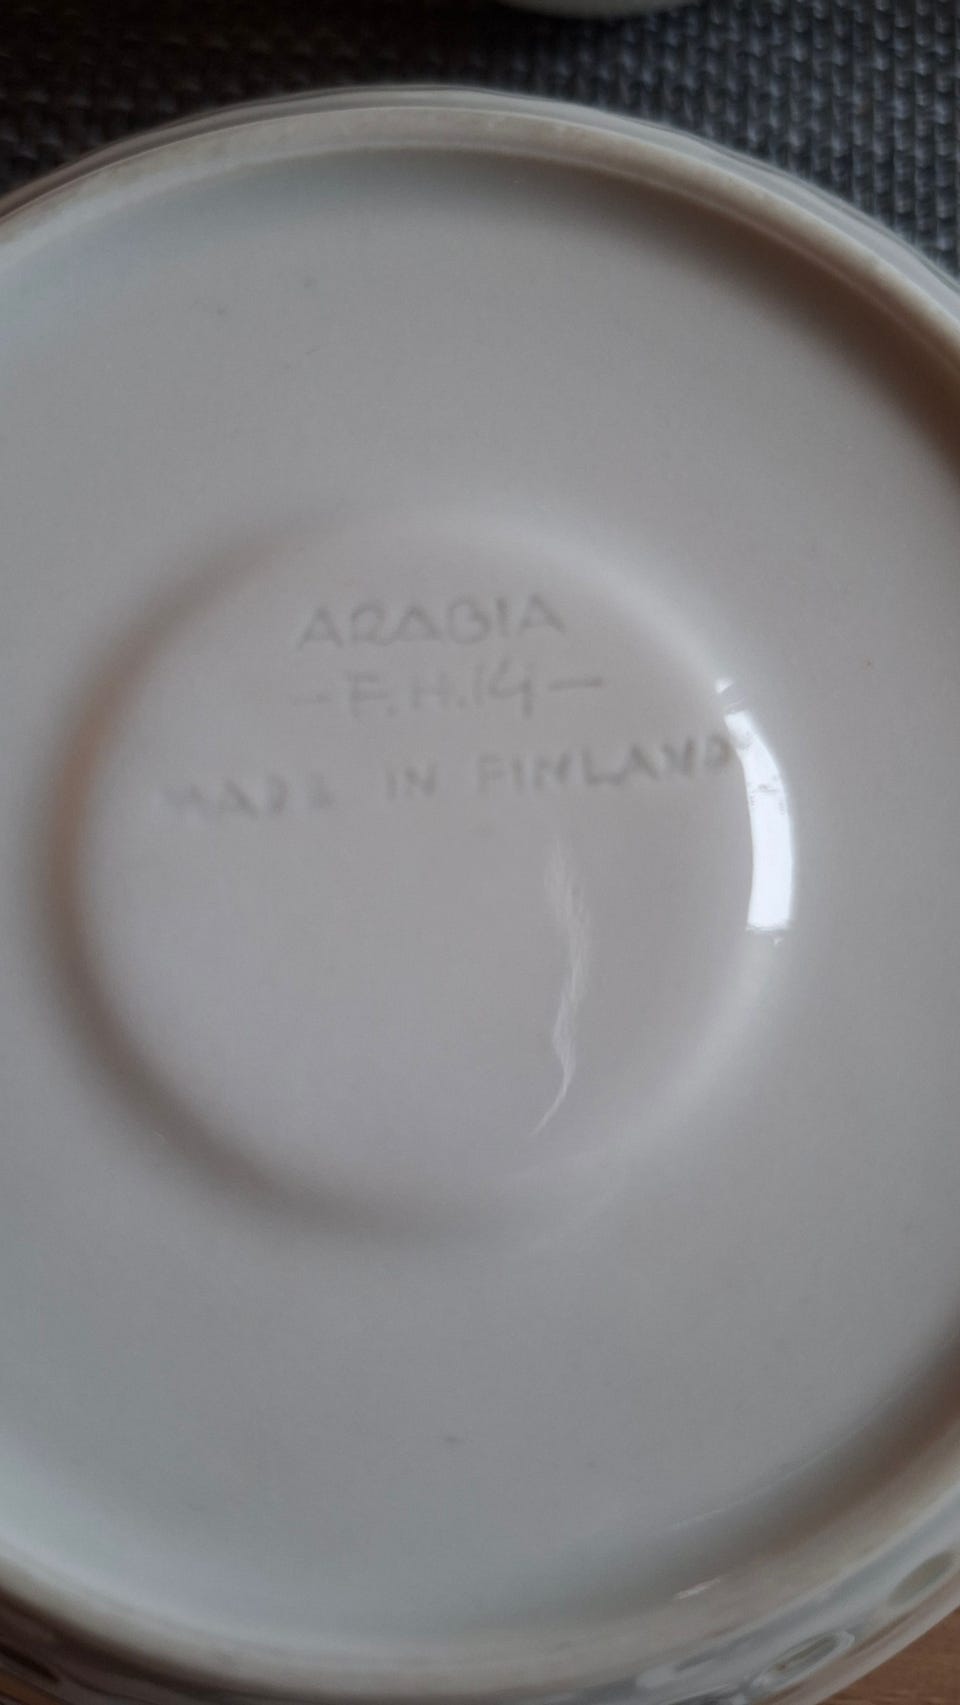 ARABIA
-F.H.14-
MADE IN FINLAND